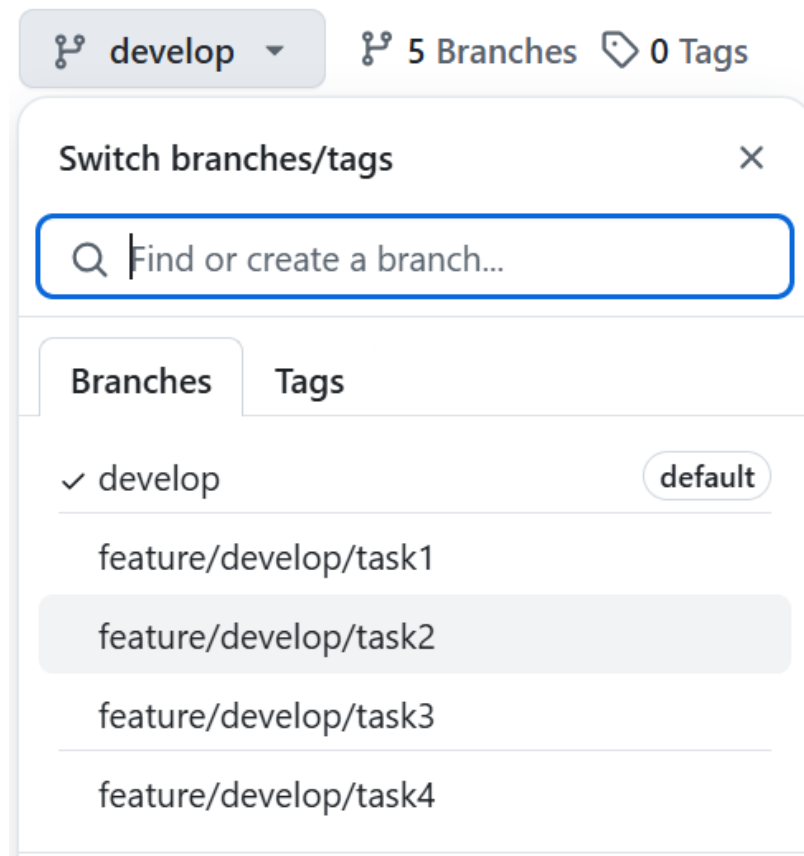 develop 5 Branches 0 Tags
Switch branches/tags
Find or create a branch...
Branches Tags
develop default
feature/develop/task1
feature/develop/task2
feature/develop/task3
feature/develop/task4